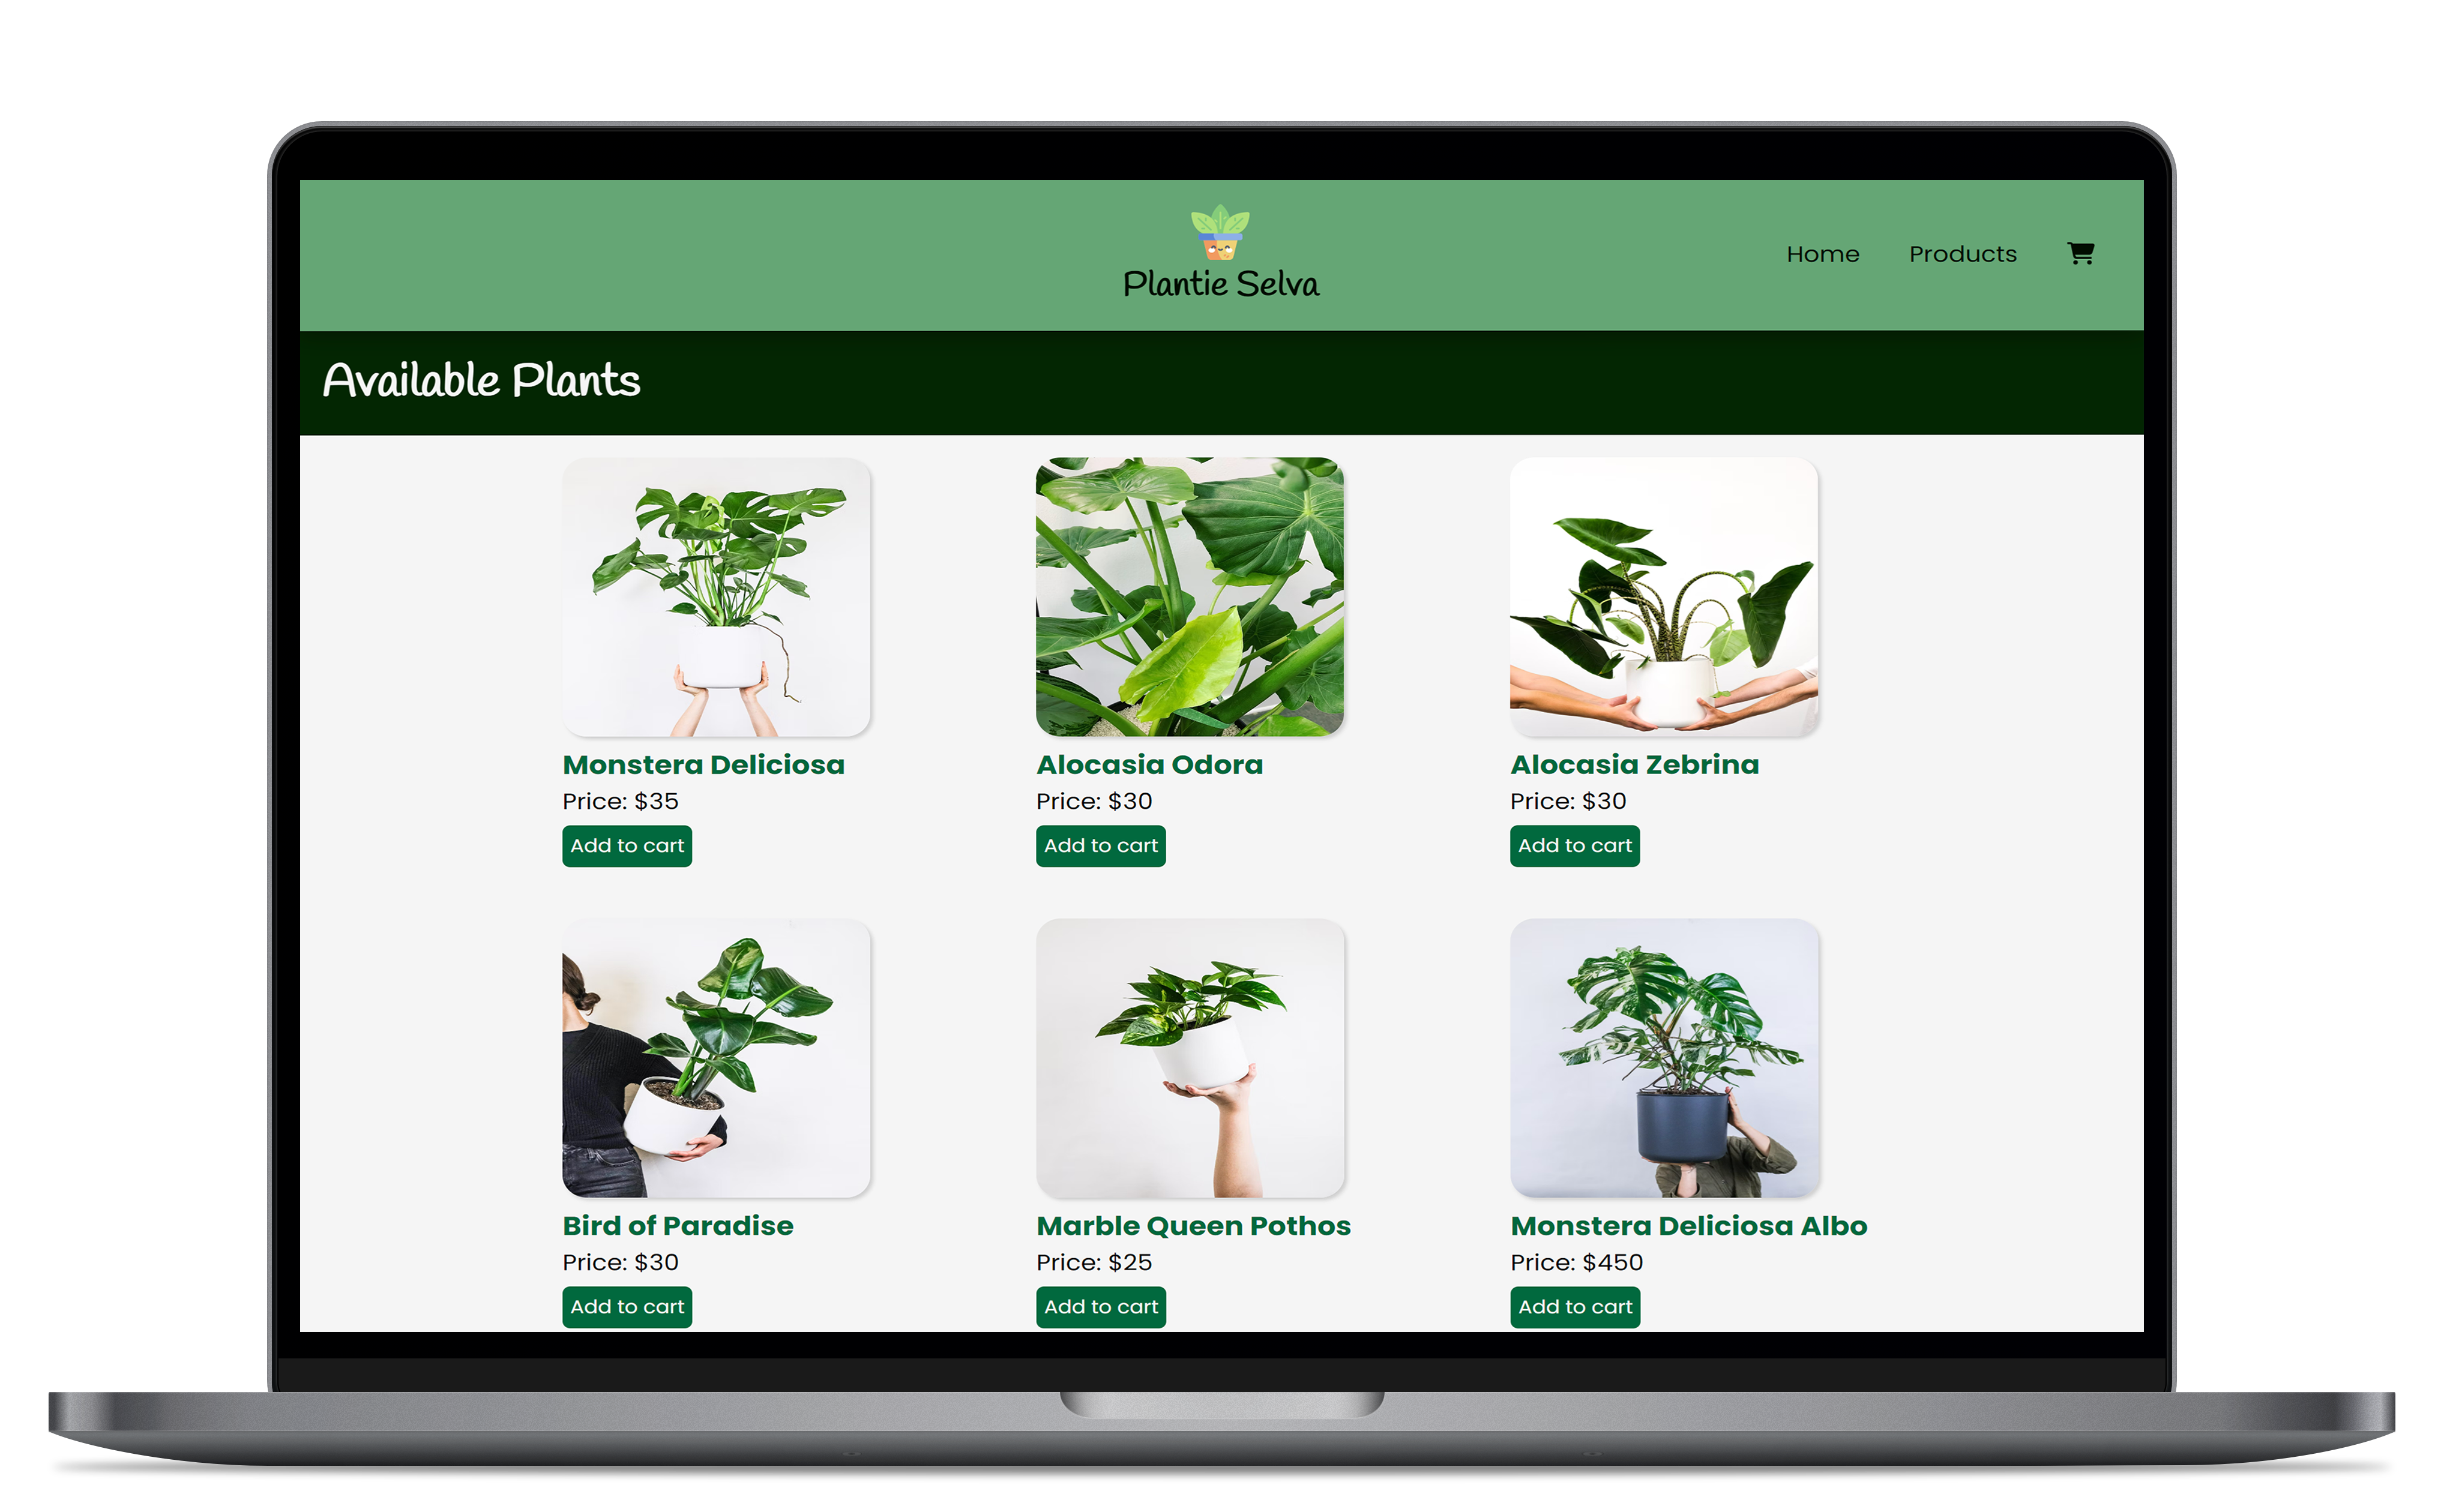 Plantie Selva
Home Products
Available Plants
Monstera Deliciosa
Price: $35
Add to cart
Alocasia Odora
Price: $30
Add to cart
Alocasia Zebrina
Price: $30
Add to cart
Bird of Paradise
Price: $30
Add to cart
Marble Queen Pothos
Price: $25
Add to cart
Monstera Deliciosa Albo
Price: $450
Add to cart